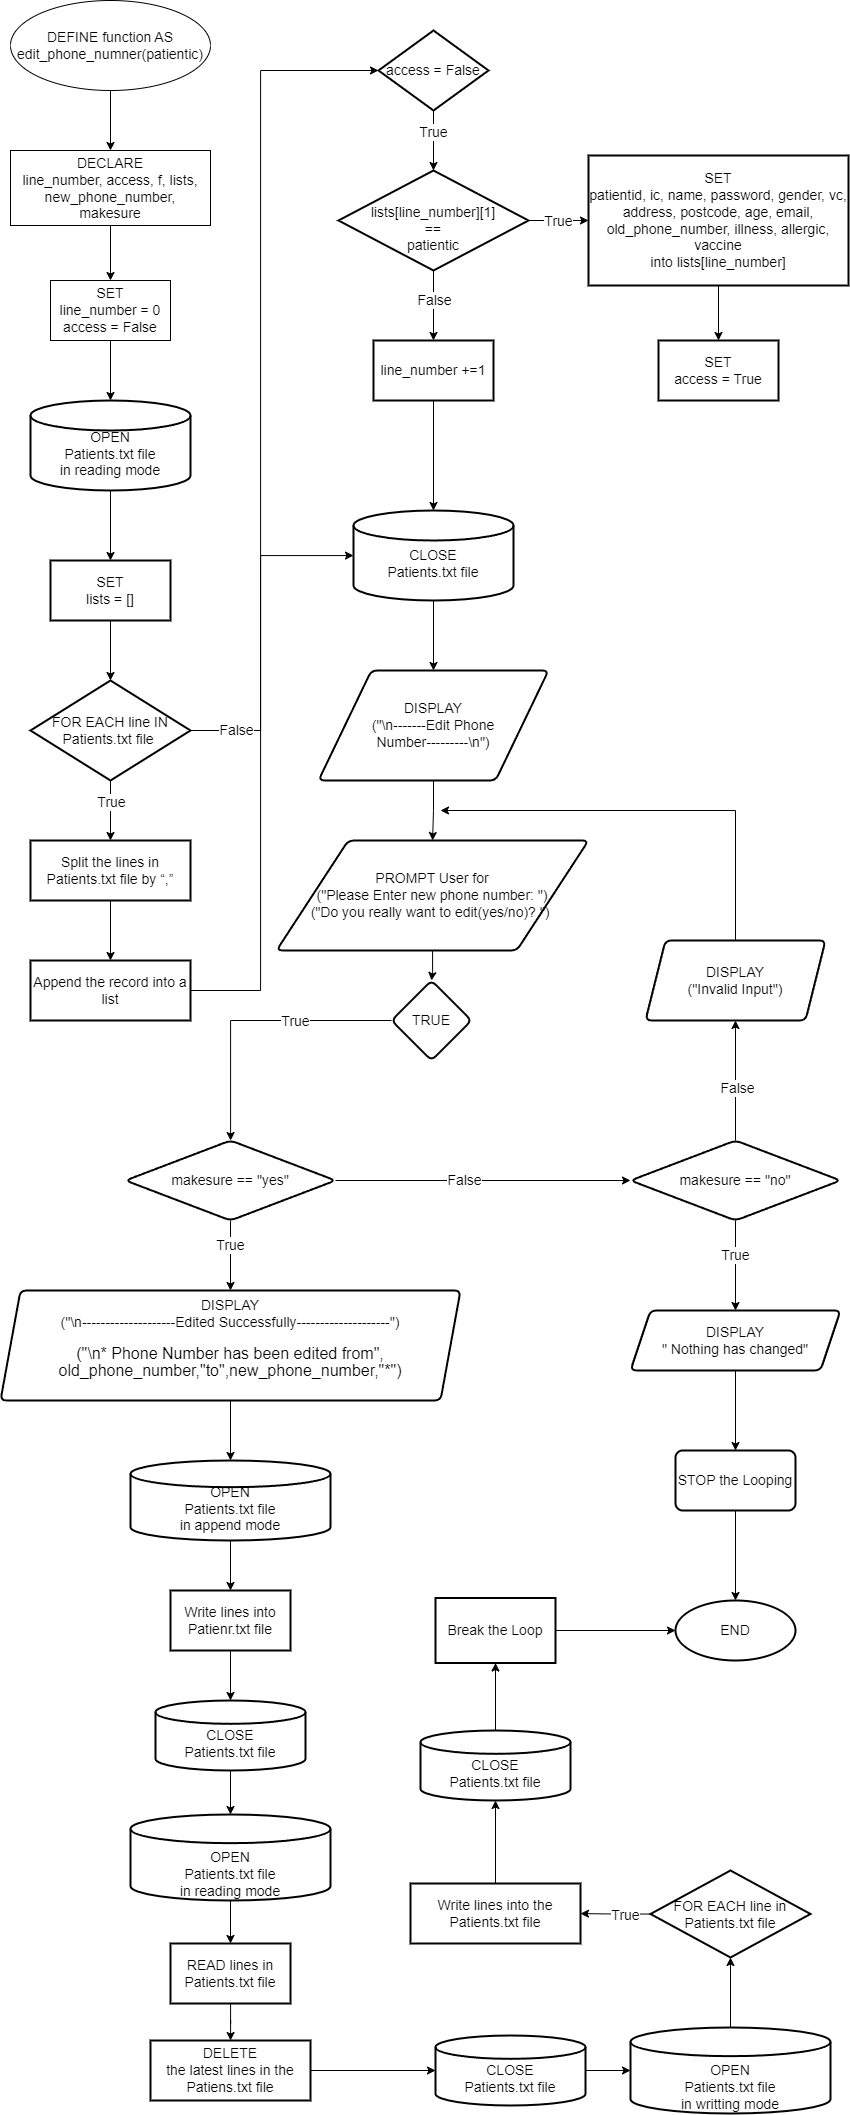 DEFINE function AS
edit_phone_numner(patientic)
DECLARE
line_number, access, f, lists,
new_phone_number,
makesure
SET
line_number = 0
access = False
OPEN
Patients.txt file
in reading mode
SET
lists = []
FOR EACH line IN
Patients.txt file
False
True
Split the lines in
Patients.txt file by “,”
Append the record into a
list
access = False
True
lists[line_number][1]
==
patientic
True
SET
patientid, ic, name, password, gender, vc,
address, postcode, age, email,
old_phone_number, illness, allergic,
vaccine
into lists[line_number]
SET
access = True
False
line_number +=1
CLOSE
Patients.txt file
DISPLAY
("\n-------Edit Phone
Number---------\n")
PROMPT User for
("Please Enter new phone number: ")
("Do you really want to edit(yes/no)? ")
TRUE
True
makesure == "yes"
False
makesure == "no"
False
DISPLAY
("Invalid Input")
True
DISPLAY
" Nothing has changed"
STOP the Looping
END
True
DISPLAY
("\n--------------------Edited Successfully--------------------")
("\n* Phone Number has been edited from",
old_phone_number,"to",new_phone_number,"*")
OPEN
Patients.txt file
in append mode
Write lines into
Patienr.txt file
CLOSE
Patients.txt file
OPEN
Patients.txt file
in reading mode
READ lines in
Patients.txt file
DELETE
the latest lines in the
Patiens.txt file
CLOSE
Patients.txt file
OPEN
Patients.txt file
in writting mode
FOR EACH line in
Patients.txt file
True
Write lines into the
Patients.txt file
CLOSE
Patients.txt file
Break the Loop